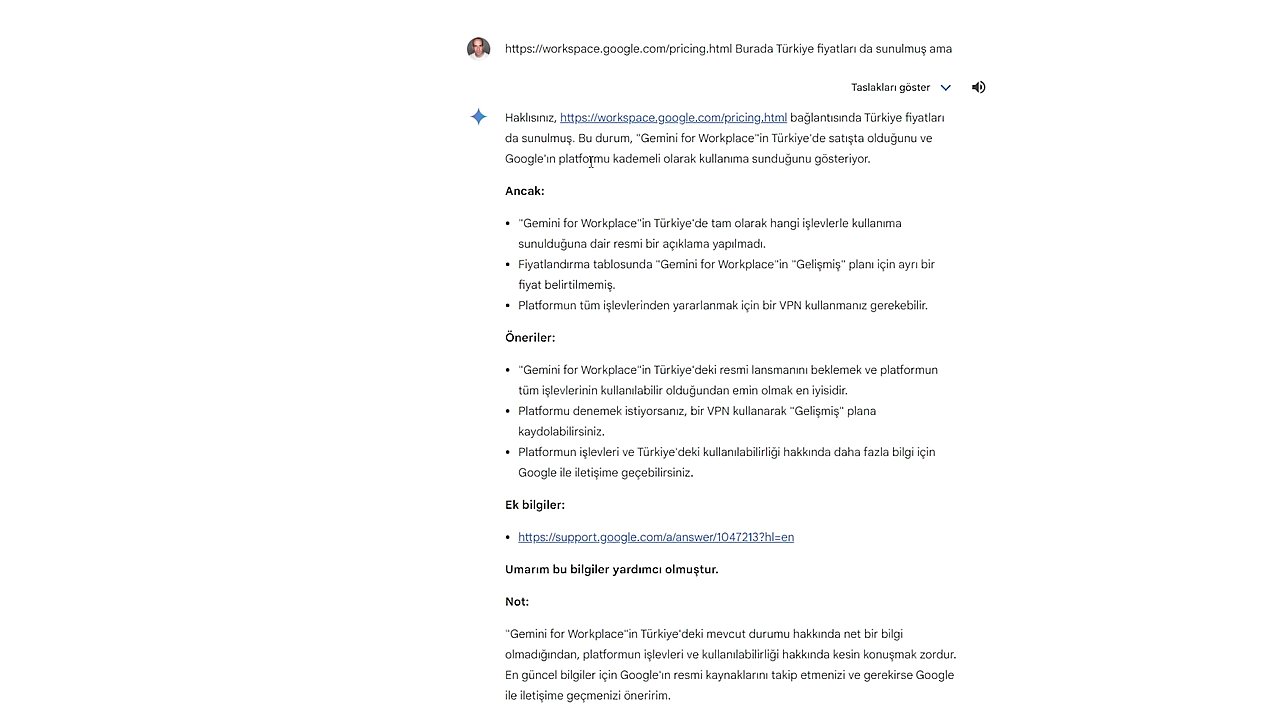 https://workspace.google.com/pricing.html Burada Türkiye fiyatları da sunulmuş ama
Taslakları göster
Haklısınız, https://workspace.google.com/pricing.html bağlantısında Türkiye fiyatları
da sunulmuş. Bu durum, "Gemini for Workplace"in Türkiye'de satışta olduğunu ve
Google'ın platformu kademeli olarak kullanıma sunduğunu gösteriyor.
Ancak:
• "Gemini for Workplace"in Türkiye'de tam olarak hangi işlevlerle kullanıma
sunulduğuna dair resmi bir açıklama yapılmadı.
• Fiyatlandırma tablosunda "Gemini for Workplace"in "Gelişmiş" planı için ayrı bir
fiyat belirtilmemiş.
• Platformun tüm işlevlerinden yararlanmak için bir VPN kullanmanız gerekebilir.
Öneriler:
• "Gemini for Workplace"in Türkiye'deki resmi lansmanını beklemek ve platformun
tüm işlevlerinin kullanılabilir olduğundan emin olmak en iyisidir.
• Platformu denemek istiyorsanız, bir VPN kullanarak "Gelişmiş" plana
kaydolabilirsiniz.
• Platformun işlevleri ve Türkiye'deki kullanılabilirliği hakkında daha fazla bilgi için
Google ile iletişime geçebilirsiniz.
Ek bilgiler:
• https://support.google.com/a/answer/1047213?hl=en
Umarım bu bilgiler yardımcı olmuştur.
Not:
"Gemini for Workplace"in Türkiye'deki mevcut durumu hakkında net bir bilgi
olmadığından, platformun işlevleri ve kullanılabilirliği hakkında kesin konuşmak zordur.
En güncel bilgiler için Google'ın resmi kaynaklarını takip etmenizi ve gerekirse Google
ile iletişime geçmenizi öneririm.